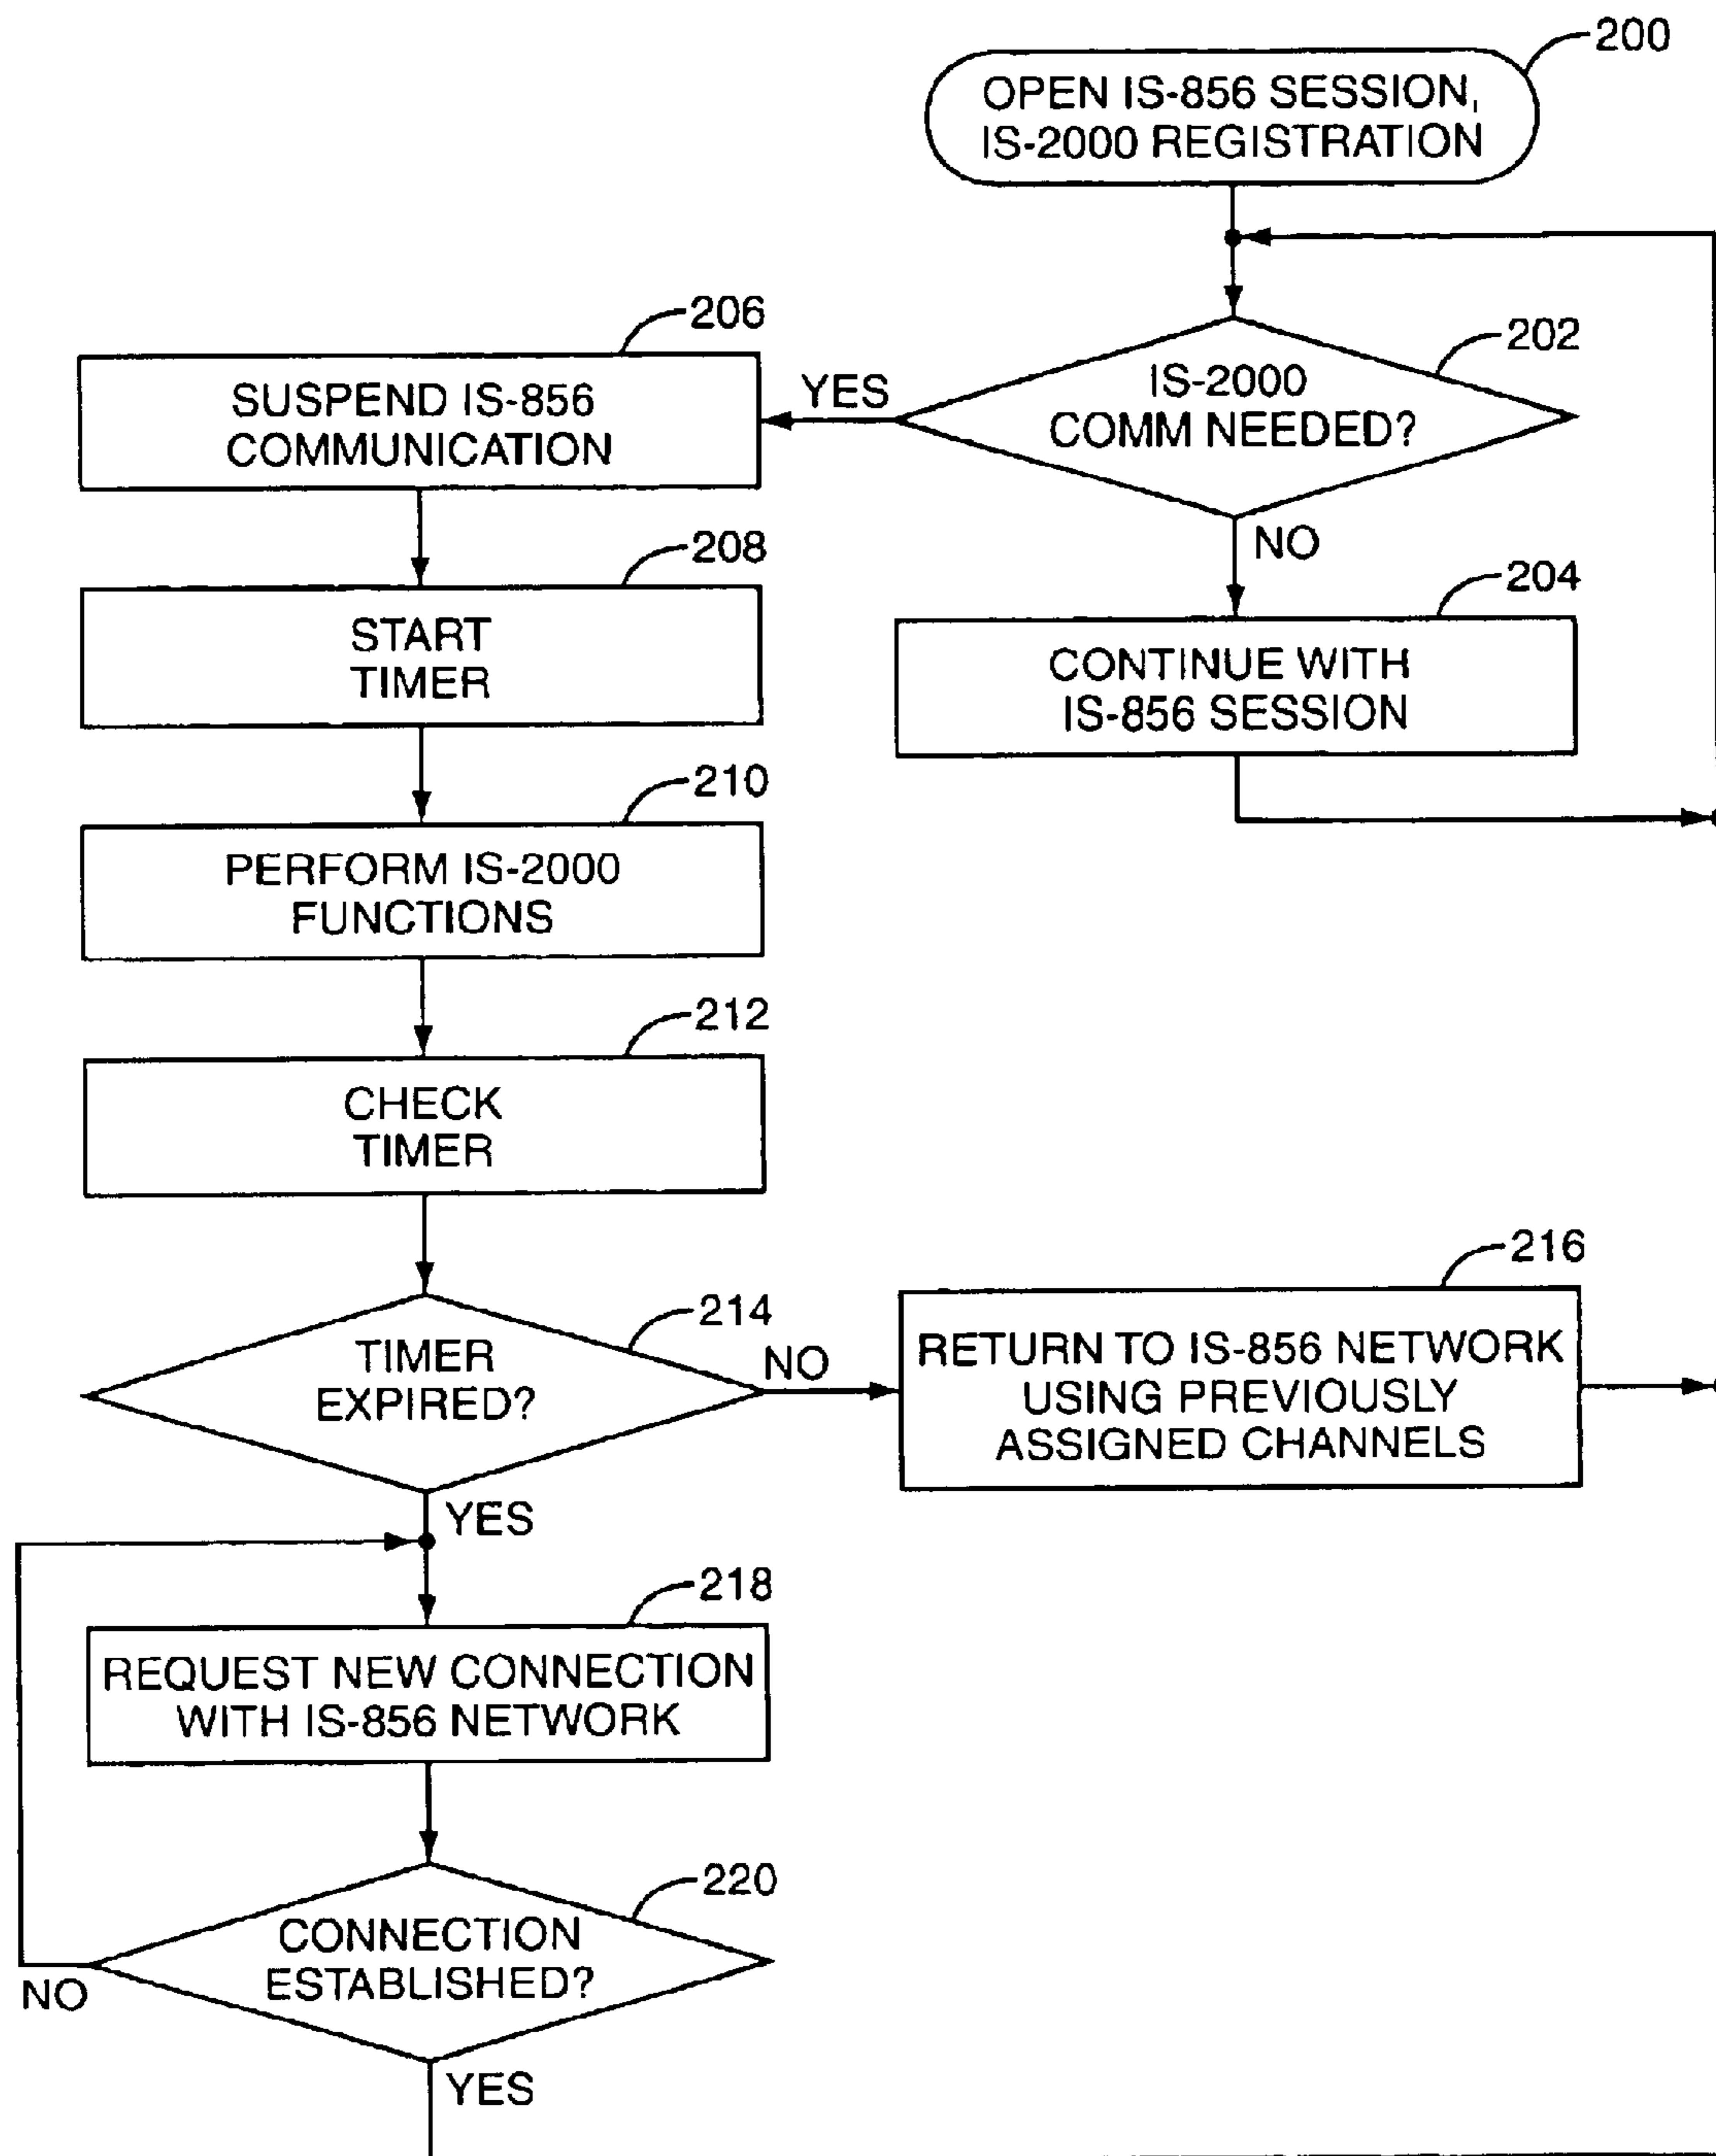 200
OPEN IS-856 SESSION,
IS-2000 REGISTRATION
202
IS-2000
COMM NEEDED?
YES
NO
204
CONTINUE WITH
IS-856 SESSION
206
SUSPEND IS-856
COMMUNICATION
208
START
TIMER
210
PERFORM IS-2000
FUNCTIONS
212
CHECK
TIMER
214
TIMER
EXPIRED?
NO
YES
216
RETURN TO IS-856 NETWORK
USING PREVIOUSLY
ASSIGNED CHANNELS
218
REQUEST NEW CONNECTION
WITH IS-856 NETWORK
220
CONNECTION
ESTABLISHED?
NO
YES